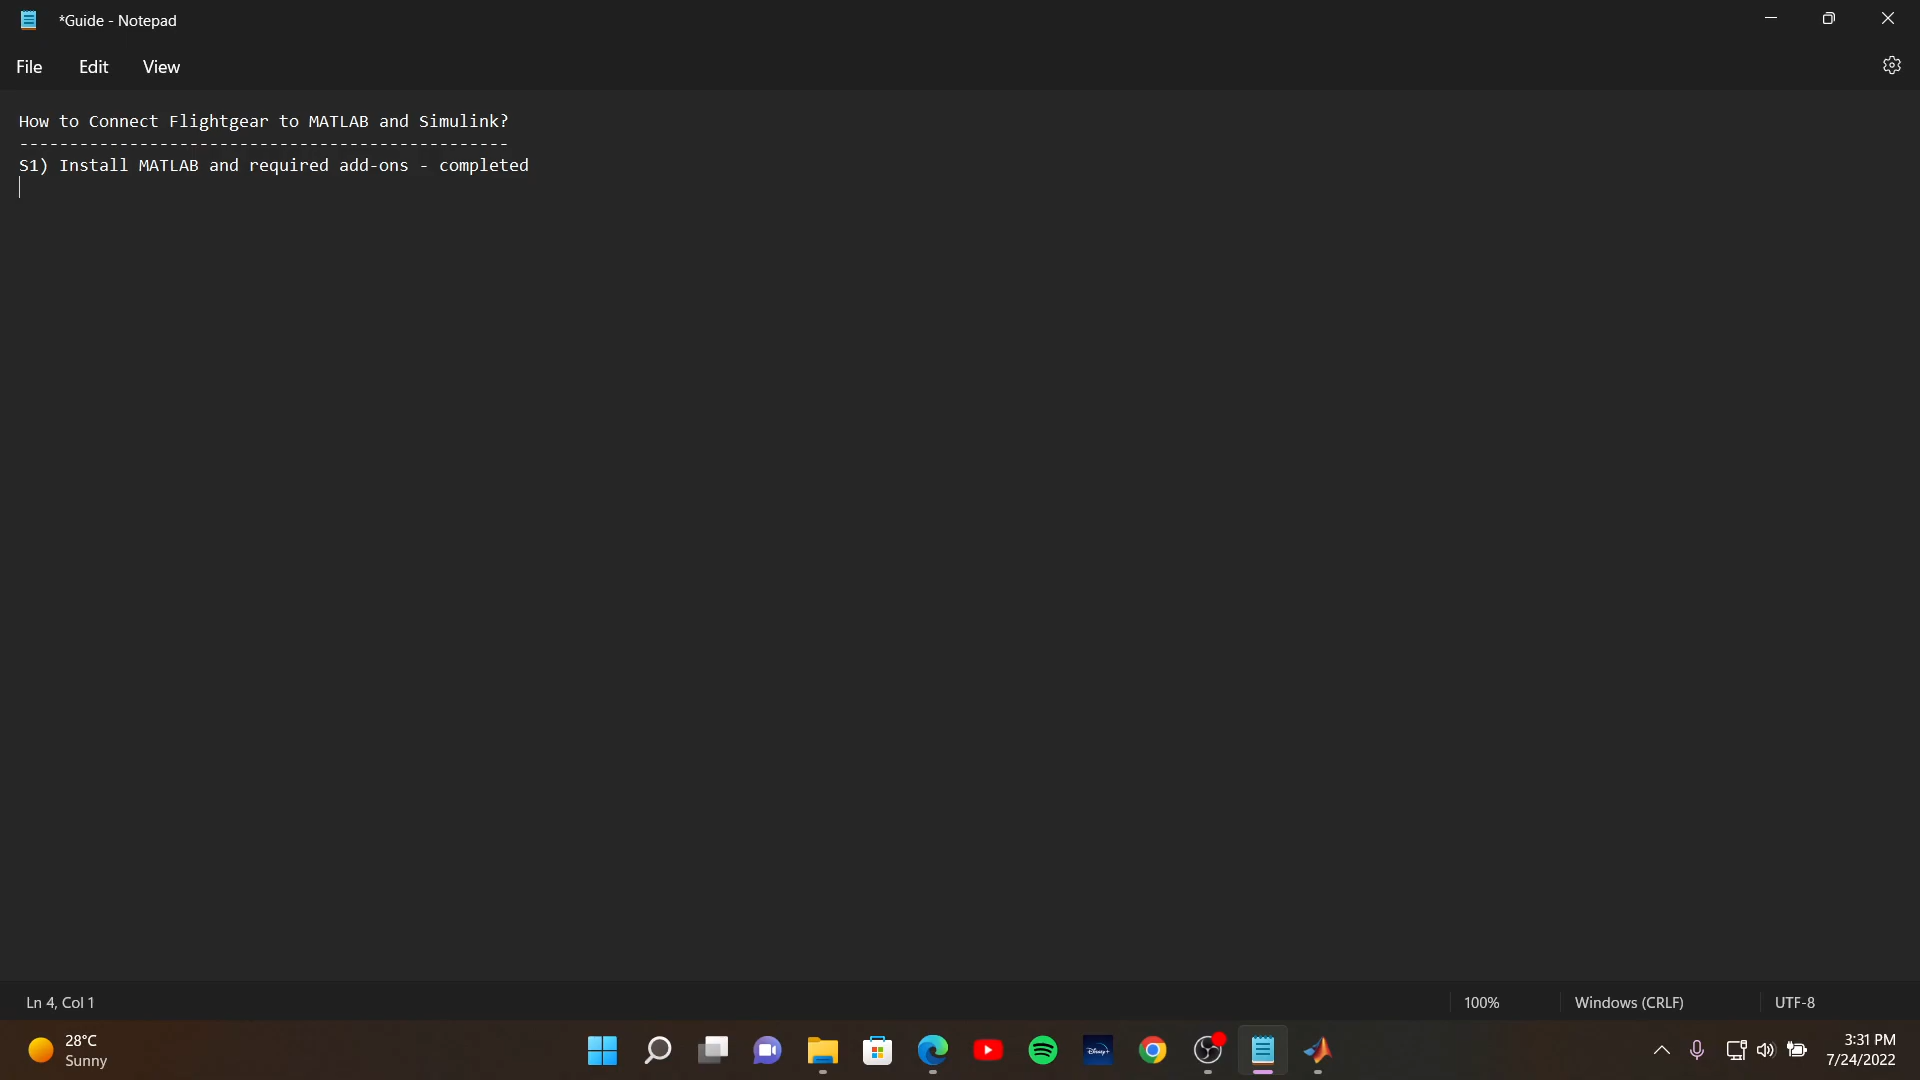 *Guide - Notepad
File Edit View
How to Connect Flightgear to MATLAB and Simulink?
-------------------------------------------------
S1) Install MATLAB and required add-ons - completed
Ln 4, Col 1 100% Windows (CRLF) UTF-8
28°C
Sunny
Disney+
3:31 PM
7/24/2022